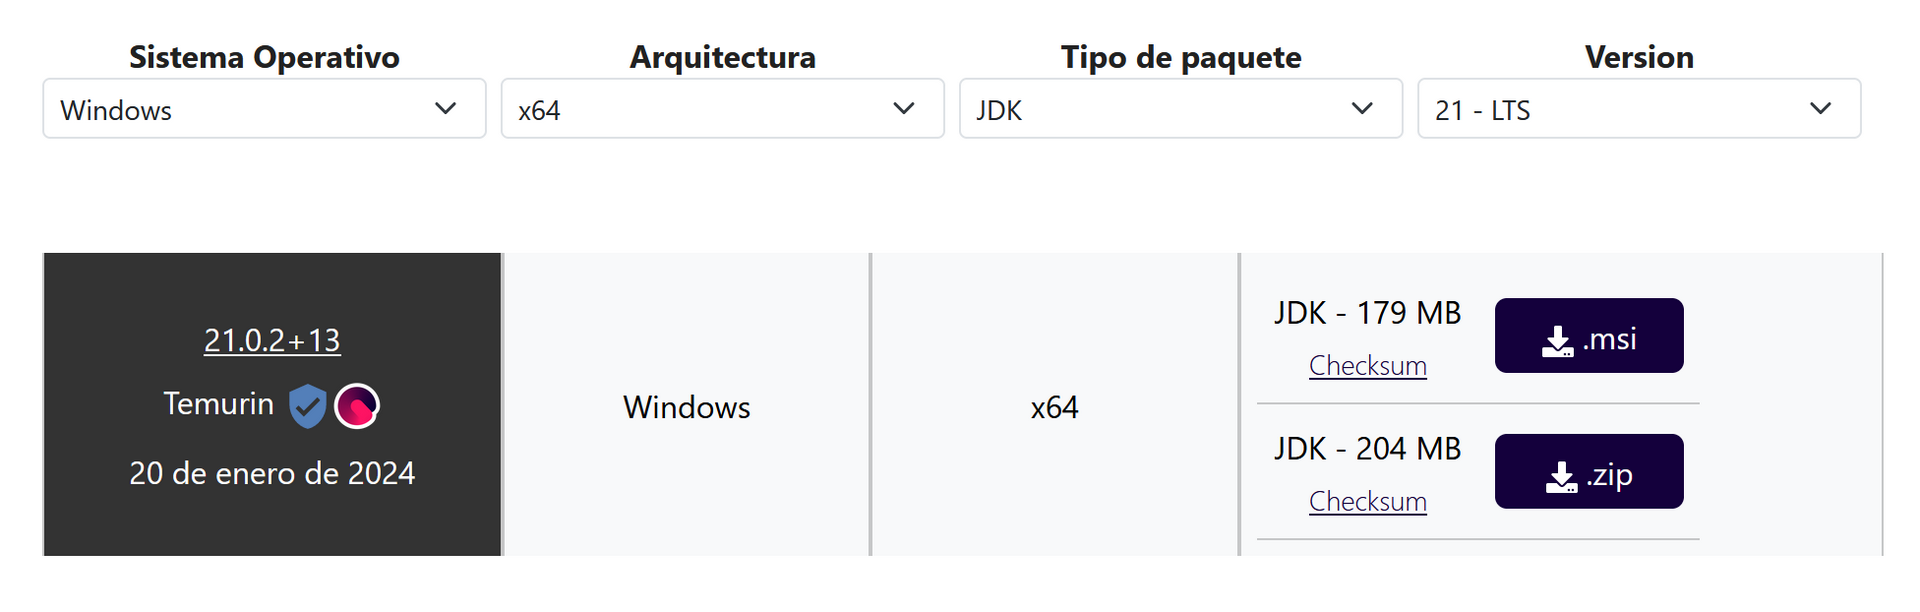 Sistema Operativo
Arquitectura
Tipo de paquete
Version
Windows
x64
JDK
21 - LTS
21.0.2+13
Temurin
20 de enero de 2024
Windows
x64
JDK - 179 MB
Checksum
.msi
JDK - 204 MB
Checksum
.zip